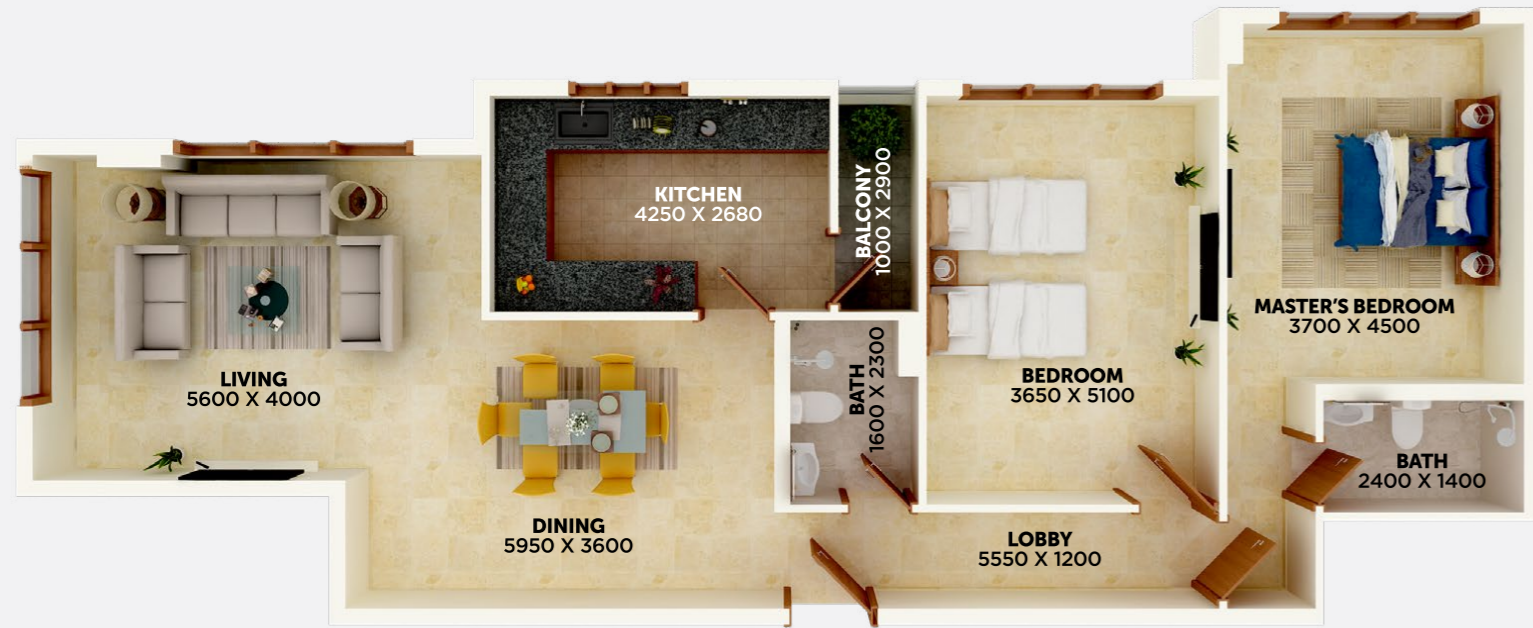 KITCHEN
4250 X 2680
BALCONY
1000 X 2900
MASTER'S BEDROOM
3700 X 4500
LIVING
5600 X 4000
BATH
1600 X 2300
BEDROOM
3650 X 5100
BATH
2400 X 1400
DINING
5950 X 3600
LOBBY
5550 X 1200